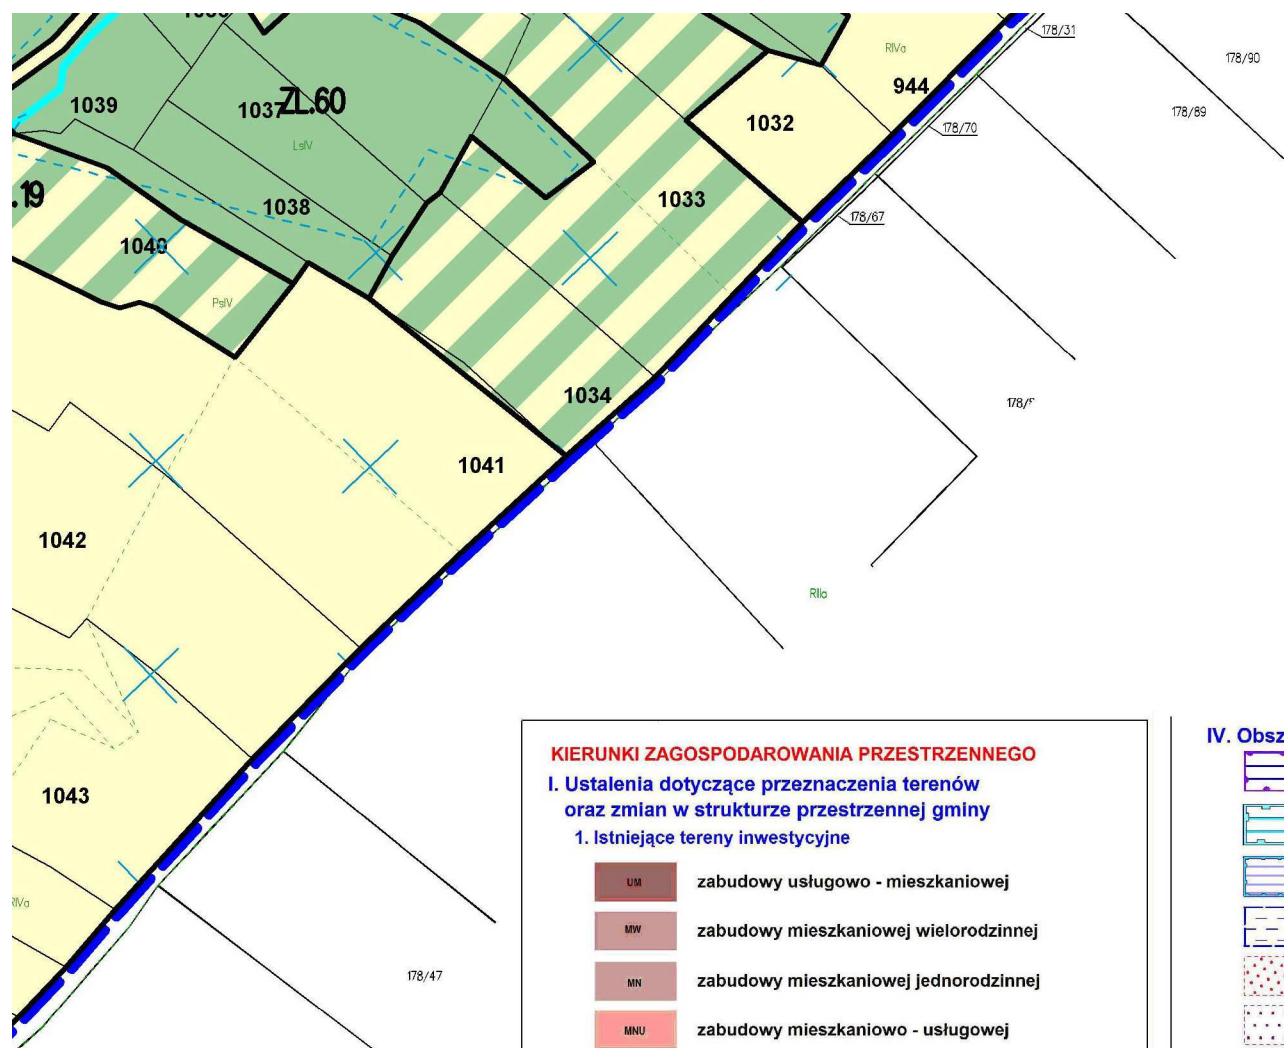 178/31
RIVa
178/90
944
1039
1037
ZL.60
178/89
1032
178/70
LsIV
.19
1033
1038
178/67
1040
PsIV
1034
1041
1042
RIIa
KIERUNKI ZAGOSPODAROWANIA PRZESTRZENNEGO
IV. Obsz
I. Ustalenia dotyczące przeznaczenia terenów
oraz zmian w strukturze przestrzennej gminy
1043
1. Istniejące tereny inwestycyjne
UM zabudowy usługowo - mieszkaniowej
RIVa
MW zabudowy mieszkaniowej wielorodzinnej
178/47
MN zabudowy mieszkaniowej jednorodzinnej
MNU zabudowy mieszkaniowo - usługowej